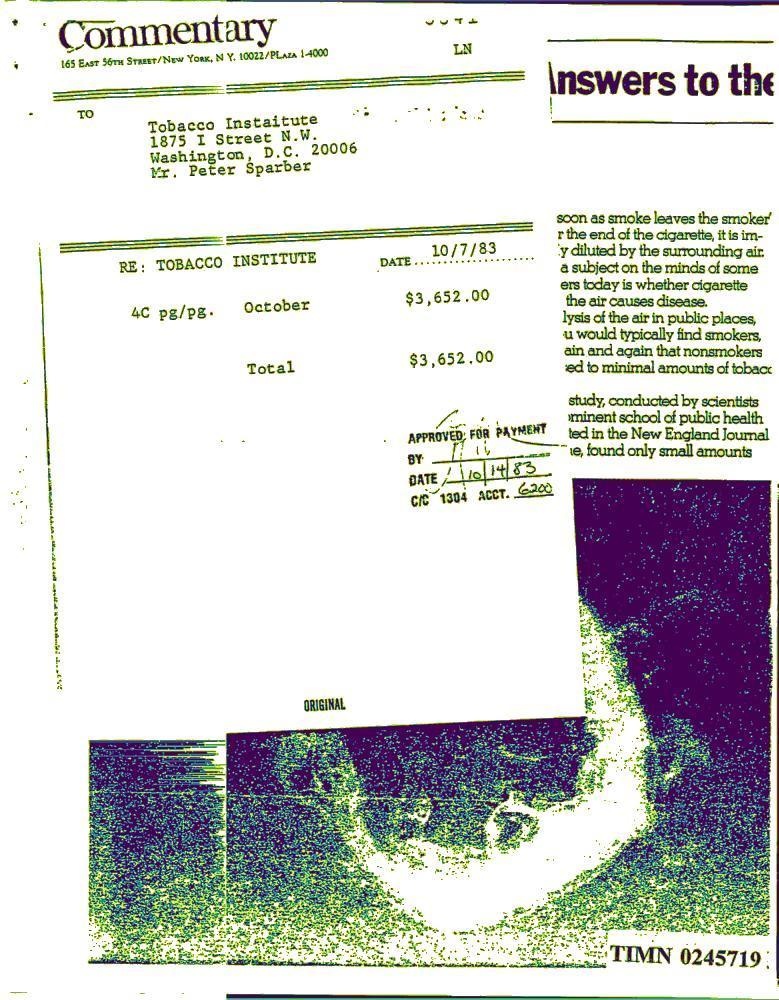 Commentary
165 EAST 56TH STREET/NEW YORK, N Y. 10022/PLAZA 1-4000
LN
TO
Tobacco Instaitute
1875 I Street N.W.
Washington, D.C. 20006
Mr. Peter Sparber
RE: TOBACCO INSTITUTE
DATE 10/7/83
4C pg/pg. October $3,652.00
Total $3,652.00
APPROVED FOR PAYMENT
BY
DATE 10 14 83
C/C 1304 ACCT. 6200
ORIGINAL
nswers to the
soon as smoke leaves the smoker'
r the end of the cigarette, it is im-
y diluted by the surrounding air.
a subject on the minds of some
ers today is whether cigarette
the air causes disease.
lysis of the air in public places,
u would typically find smokers,
ain and again that nonsmokers
ed to minimal amounts of tobacc
study, conducted by scientists
minent school of public health
ted in the New England Journal
e, found only small amounts
TIMN 0245719